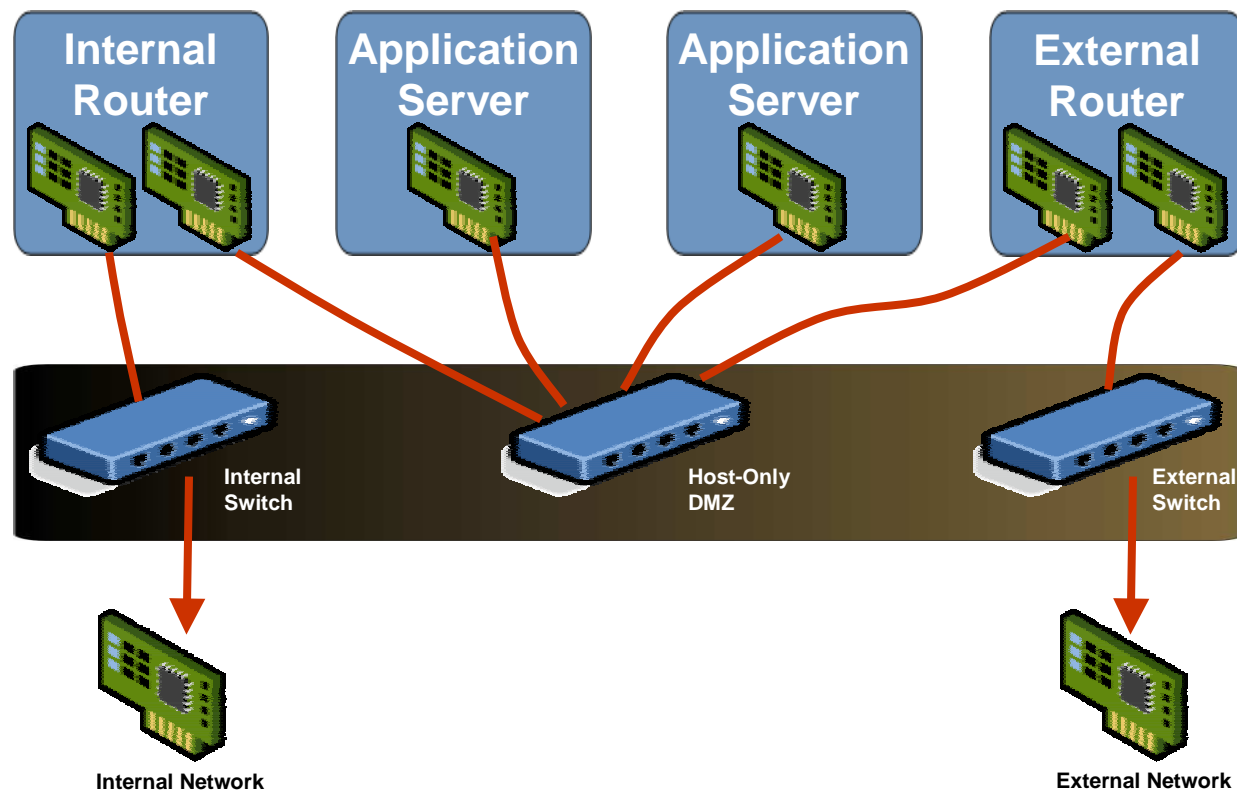 Internal
Router
Application
Server
Application
Server
External
Router
Internal
Switch
Host-Only
DMZ
External
Switch
Internal Network
External Network